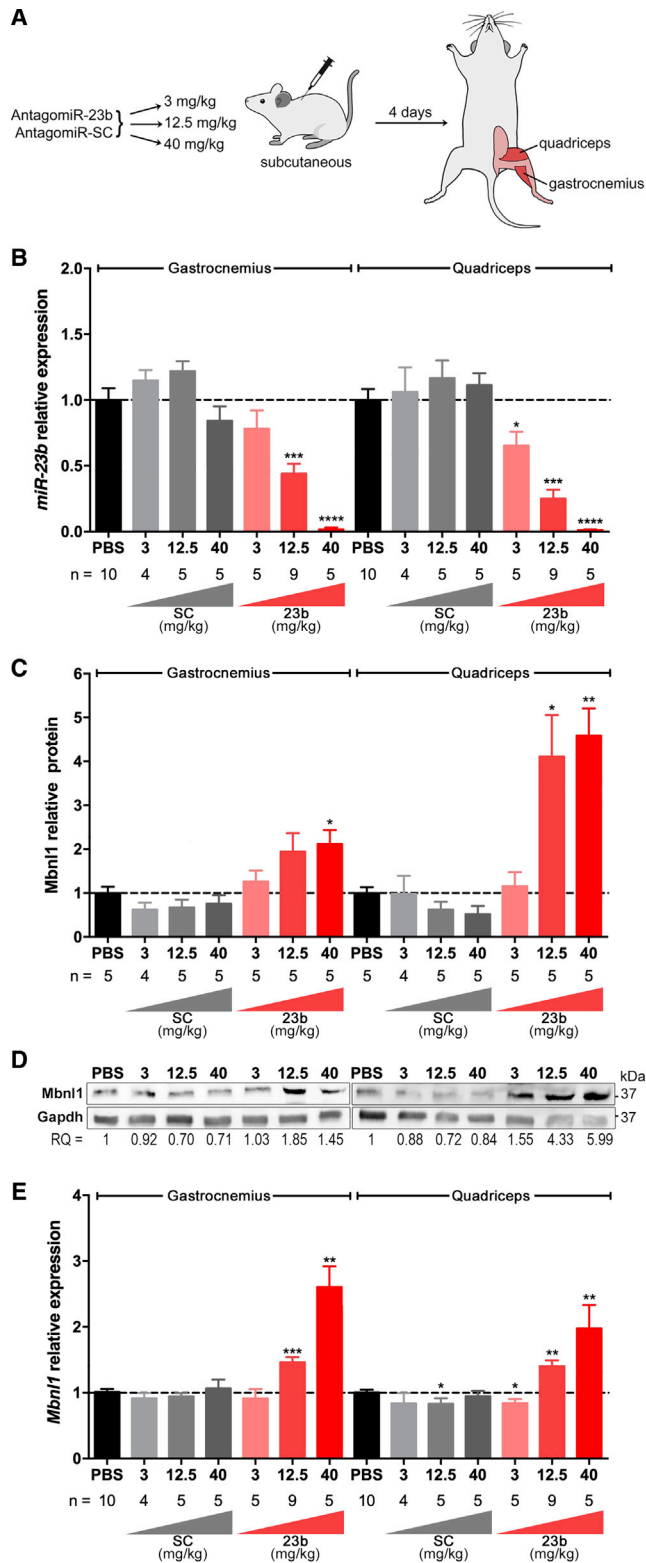 A
AntagomiR-23b
AntagomiR-SC
3 mg/kg
12.5 mg/kg
40 mg/kg
subcutaneous
4 days
quadriceps
gastrocnemius
B
Gastrocnemius Quadriceps
miR-23b relative expression
2.0
1.5
1.0
0.5
0.0
*** **** * *** ****
PBS 3 12.5 40 3 12.5 40 PBS 3 12.5 40 3 12.5 40
n = 10 4 5 5 5 9 5 10 4 5 5 5 9 5
SC 23b SC 23b
(mg/kg) (mg/kg) (mg/kg) (mg/kg)
C
Gastrocnemius Quadriceps
Mbnl1 relative protein
6
5
4
3
2
1
0
* * **
PBS 3 12.5 40 3 12.5 40 PBS 3 12.5 40 3 12.5 40
n = 5 4 5 5 5 5 5 5 4 5 5 5 5 5
SC 23b SC 23b
(mg/kg) (mg/kg) (mg/kg) (mg/kg)
D
PBS 3 12.5 40 3 12.5 40 PBS 3 12.5 40 3 12.5 40 kDa
Mbnl1 37
Gapdh 37
RQ = 1 0.92 0.70 0.71 1.03 1.85 1.45 1 0.88 0.72 0.84 1.55 4.33 5.99
E
Gastrocnemius Quadriceps
Mbnl1 relative expression
4
3
2
1
0
*** ** * * ** **
PBS 3 12.5 40 3 12.5 40 PBS 3 12.5 40 3 12.5 40
n = 10 4 5 5 5 9 5 10 4 5 5 5 9 5
SC 23b SC 23b
(mg/kg) (mg/kg) (mg/kg) (mg/kg)